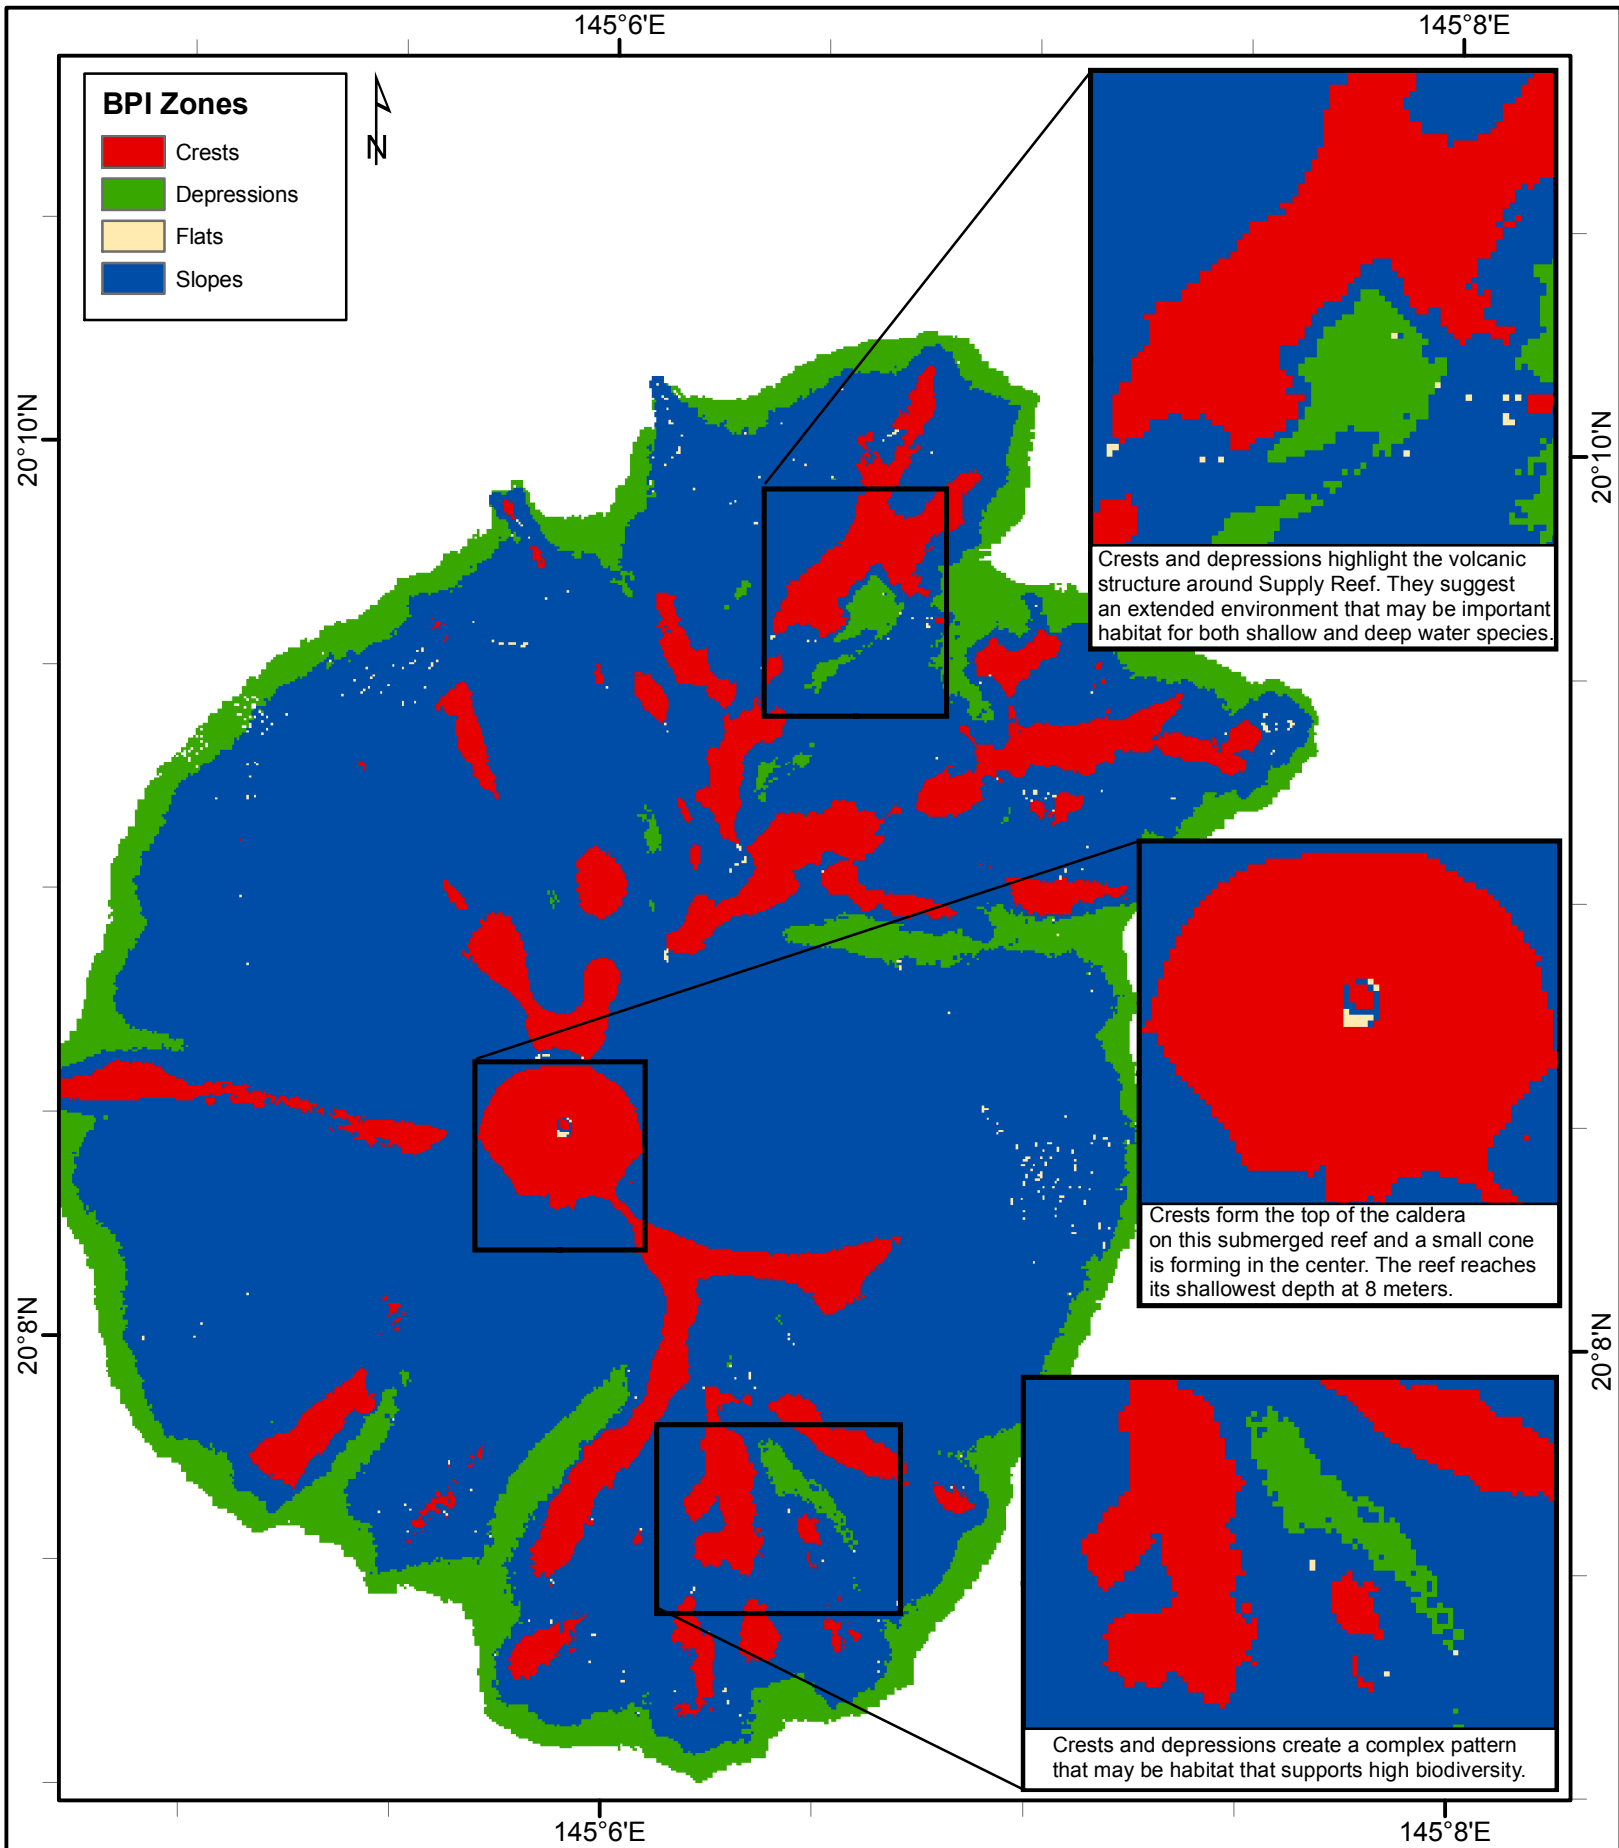 145°6'E
145°8'E
BPI Zones
Crests
Depressions
Flats
Slopes
N
20°10'N
20°10'N
Crests and depressions highlight the volcanic
structure around Supply Reef. They suggest
an extended environment that may be important
habitat for both shallow and deep water species.
Crests form the top of the caldera
on this submerged reef and a small cone
is forming in the center. The reef reaches
its shallowest depth at 8 meters.
20°8'N
20°8'N
Crests and depressions create a complex pattern
that may be habitat that supports high biodiversity.
145°6'E
145°8'E